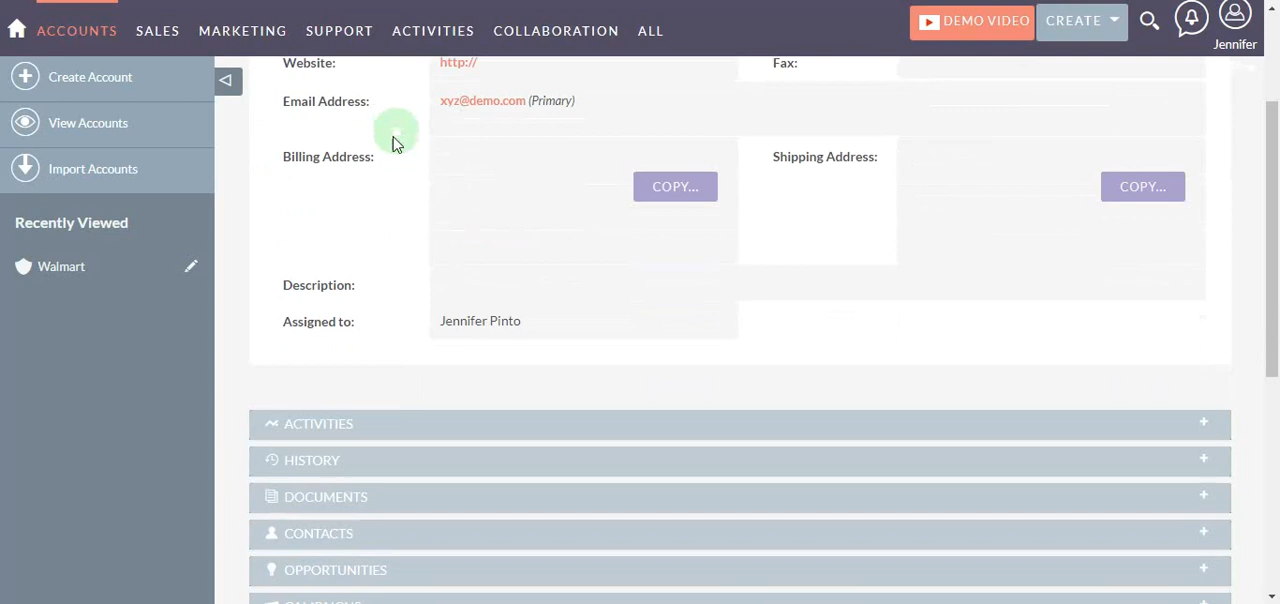 ACCOUNTS SALES MARKETING SUPPORT ACTIVITIES COLLABORATION ALL DEMO VIDEO CREATE
Jennifer
Create Account
View Accounts
Import Accounts
Recently Viewed
Walmart
Website: http:// Fax:
Email Address: xyz@demo.com (Primary)
Billing Address: COPY... Shipping Address: COPY...
Description:
Assigned to: Jennifer Pinto
ACTIVITIES
HISTORY
DOCUMENTS
CONTACTS
OPPORTUNITIES